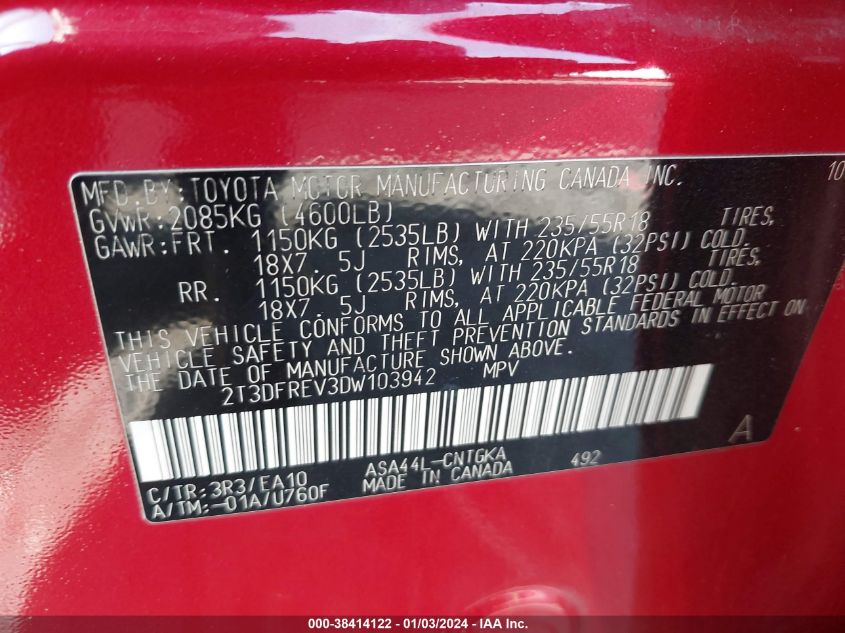 MFD.BY:TOYOTA MOTOR MANUFACTURING CANADA INC. 10
GVWR:2085KG (4600LB)
GAWR:FRT. 1150KG (2535LB) WITH 235/55R18 TIRES,
18X7. 5J RIMS, AT 220KPA (32PSI) COLD.
RR. 1150KG (2535LB) WITH 235/55R18 TIRES,
18X7. 5J RIMS, AT 220KPA (32PSI) COLD.
THIS VEHICLE CONFORMS TO ALL APPLICABLE FEDERAL MOTOR
VEHICLE SAFETY AND THEFT PREVENTION STANDARDS IN EFFECT ON
THE DATE OF MANUFACTURE SHOWN ABOVE.
2T3DFREV3DW103942 MPV
A
C/TR:3R3/EA10 ASA44L-CNTGKA 492
A/TM:-01A/U760F MADE IN CANADA
000-38414122 - 01/03/2024 - IAA Inc.